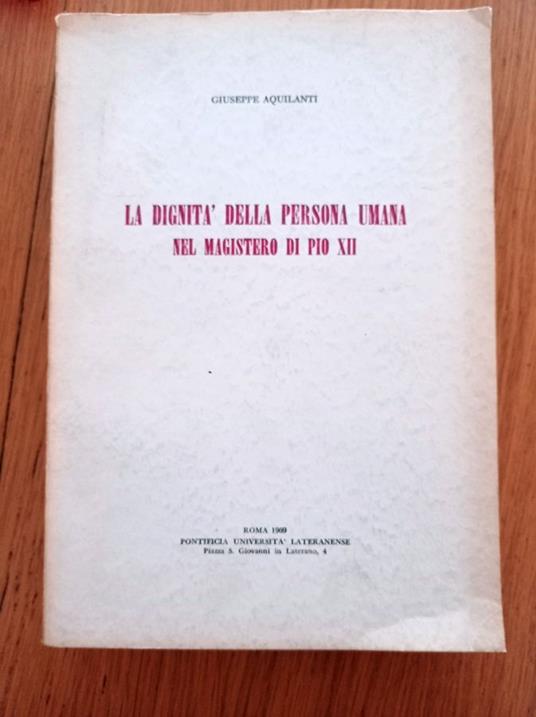 GIUSEPPE AQUILANTI
LA DIGNITA' DELLA PERSONA UMANA
NEL MAGISTERO DI PIO XII
ROMA 1969
PONTIFICIA UNIVERSITA' LATERANENSE
Piazza S. Giovanni in Laterano, 4